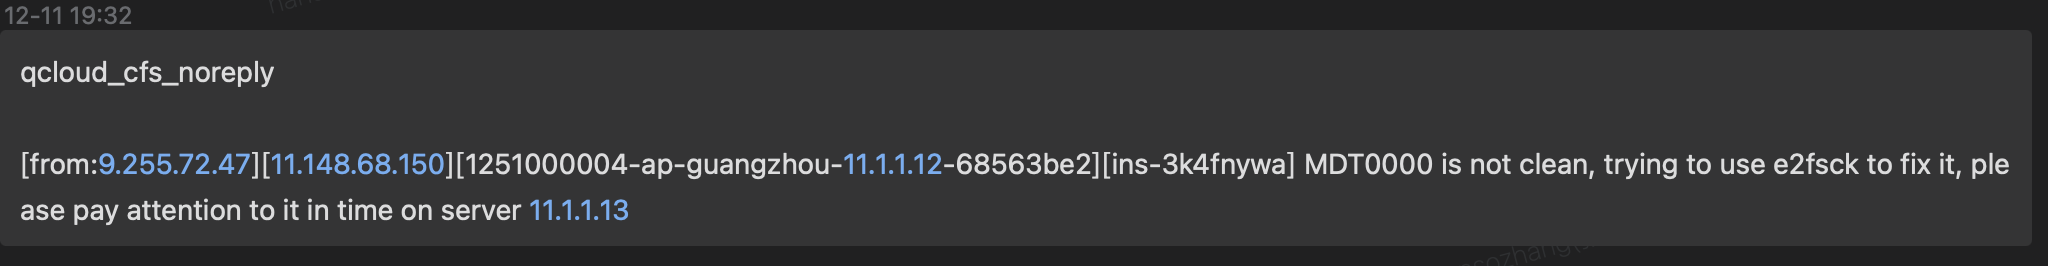 12-11 19:32
qcloud_cfs_noreply
[from:9.255.72.47][11.148.68.150][1251000004-ap-guangzhou-11.1.1.12-68563be2][ins-3k4fnywa] MDT0000 is not clean, trying to use e2fsck to fix it, ple
ase pay attention to it in time on server 11.1.1.13